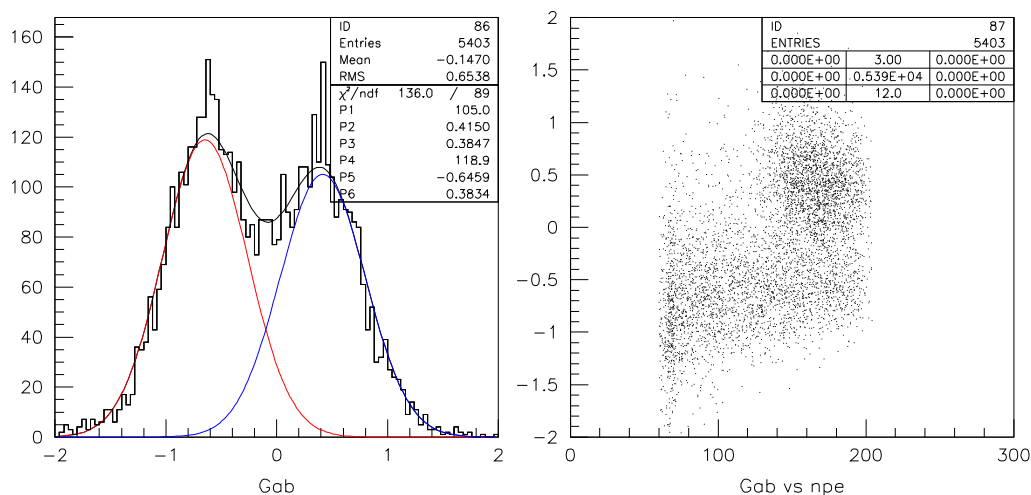 ID 86
Entries 5403
Mean -0.1470
RMS 0.6538
χ²/ndf 136.0 / 89
P1 105.0
P2 0.4150
P3 0.3847
P4 118.9
P5 -0.6459
P6 0.3834
160
140
120
100
80
60
40
20
0
-2 -1 0 1 2
Gab
ID 87
ENTRIES 5403
0.000E+00 3.00 0.000E+00
0.000E+00 0.539E+04 0.000E+00
0.000E+00 12.0 0.000E+00
2
1.5
1
0.5
0
-0.5
-1
-1.5
-2
0 100 200 300
Gab vs npe